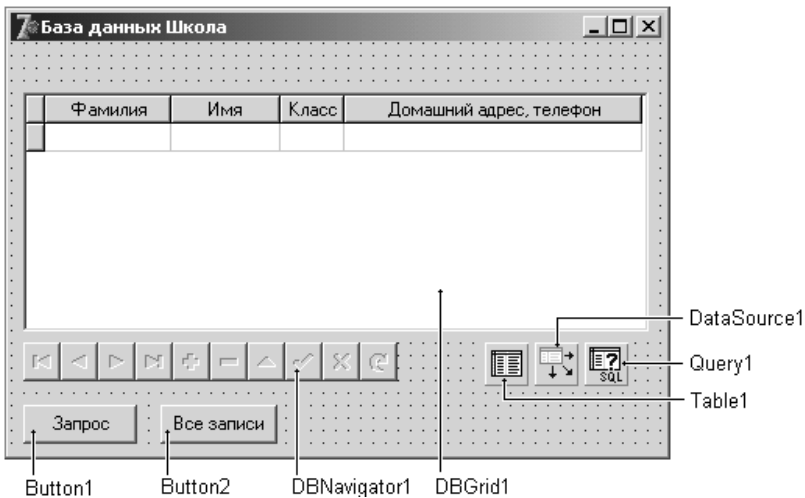 База данных Школа
Фамилия Имя Класс Домашний адрес, телефон
DataSource1
SQL
Query1
Table1
Запрос Все записи
Button1 Button2 DBNavigator1 DBGrid1